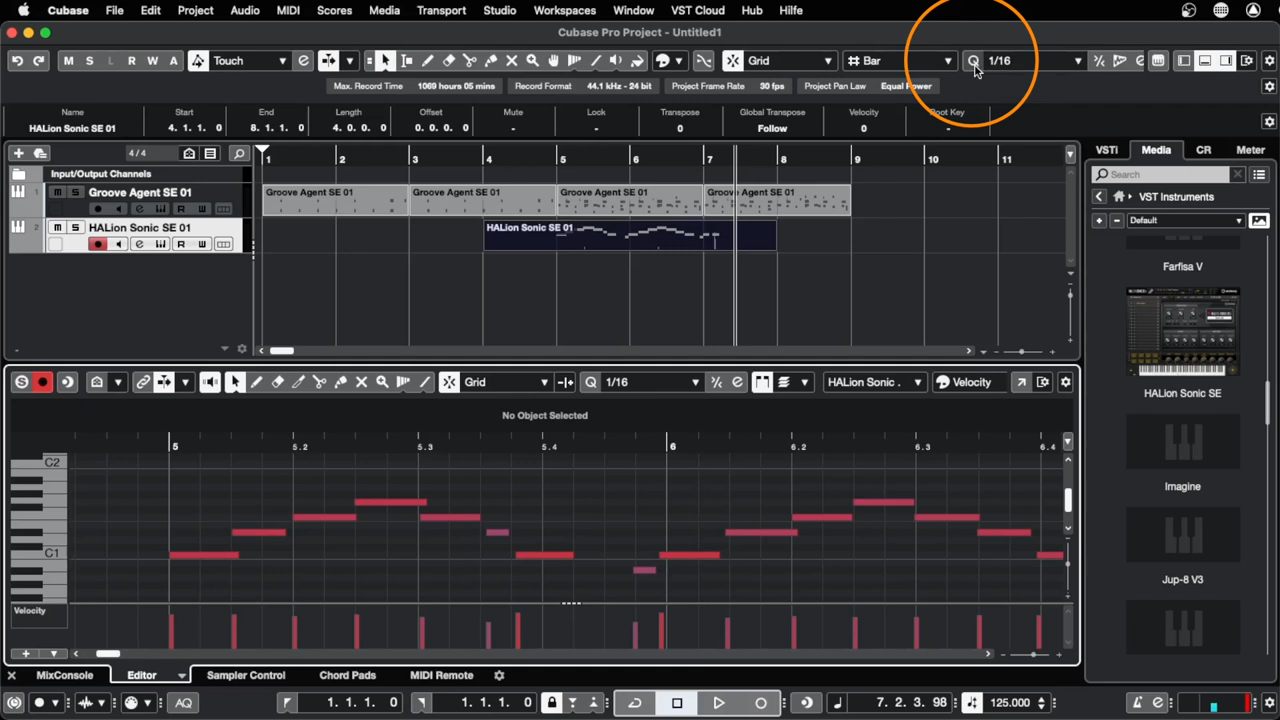 Cubase File Edit Project Audio MIDI Scores Media Transport Studio Workspaces Window VST Cloud Hub Hilfe
Cubase Pro Project - Untitled1
M S L R W A Touch Grid Bar Q 1/16
Max. Record Time 1069 hours 05 mins Record Format 44.1 kHz - 24 bit Project Frame Rate 30 fps Project Pan Law Equal Power
Name Start End Length Offset Mute Lock Transpose Global Transpose Velocity Root Key
HALion Sonic SE 01 4. 1. 1. 0 8. 1. 1. 0 4. 0. 0. 0 0. 0. 0. 0 - - 0 Follow 0 -
4/4 1 2 3 4 5 6 7 8 9 10 11
VSTi Media CR Meter
Input/Output Channels
Search
1 m S Groove Agent SE 01
R W
Groove Agent SE 01 Groove Agent SE 01 Groove Agent SE 01 Groove Agent SE 01
VST Instruments
Default
2 m S HALion Sonic SE 01
R W
HALion Sonic SE 01
Farfisa V
HALion Sonic SE
Imagine
Jup-8 V3
S Grid Q 1/16 HALion Sonic . Velocity
No Object Selected
5 5.2 5.3 5.4 6 6.2 6.3 6.4
C2
C1
Velocity
MixConsole Editor Sampler Control Chord Pads MIDI Remote
AQ 1. 1. 1. 0 1. 1. 1. 0 7. 2. 3. 98 125.000